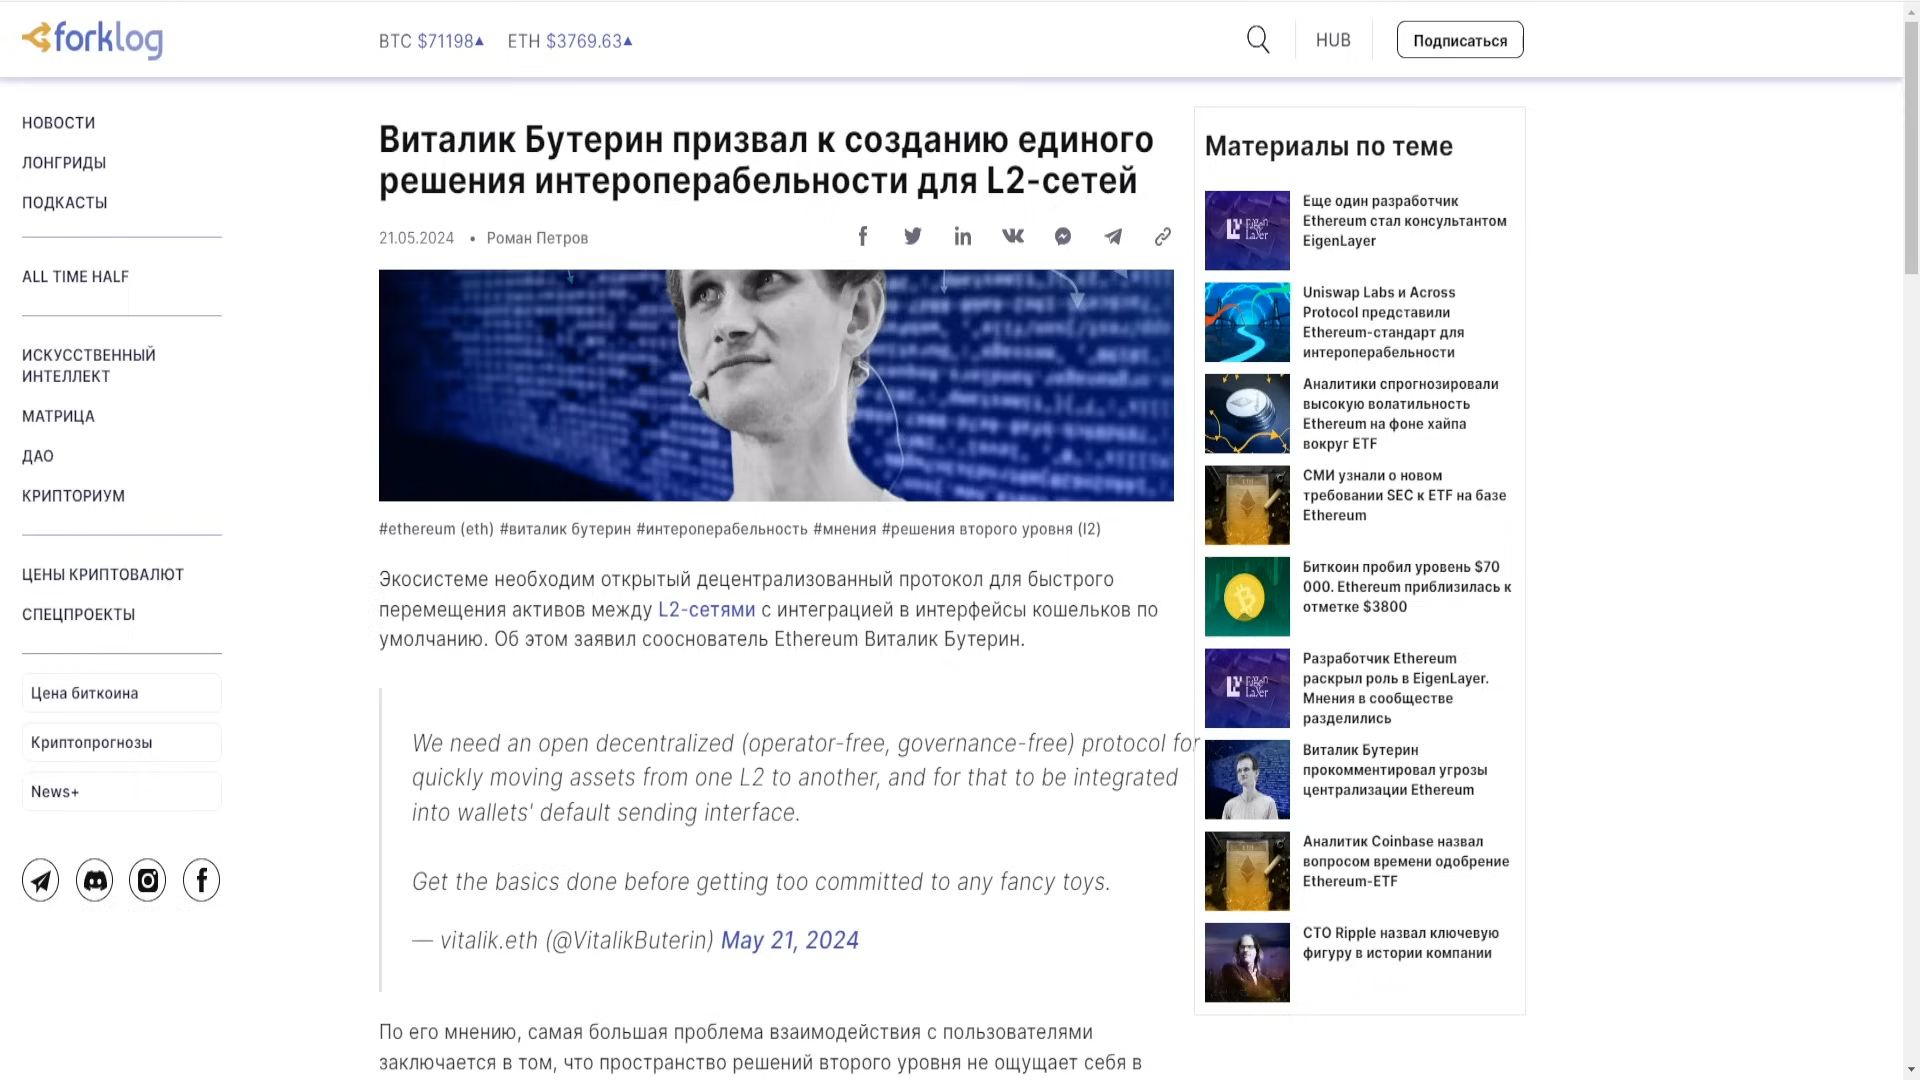 forklog
BTC $71198▲ ETH $3769.63▲
HUB
Подписаться
НОВОСТИ
ЛОНГРИДЫ
ПОДКАСТЫ
ALL TIME HALF
ИСКУССТВЕННЫЙ
ИНТЕЛЛЕКТ
МАТРИЦА
ДАО
КРИПТОРИУМ
ЦЕНЫ КРИПТОВАЛЮТ
СПЕЦПРОЕКТЫ
Цена биткоина
Криптопрогнозы
News+
Виталик Бутерин призвал к созданию единого
решения интероперабельности для L2-сетей
21.05.2024 • Роман Петров
#ethereum (eth) #виталик бутерин #интероперабельность #мнения #решения второго уровня (l2)
Экосистеме необходим открытый децентрализованный протокол для быстрого
перемещения активов между L2-сетями с интеграцией в интерфейсы кошельков по
умолчанию. Об этом заявил сооснователь Ethereum Виталик Бутерин.
We need an open decentralized (operator-free, governance-free) protocol for
quickly moving assets from one L2 to another, and for that to be integrated
into wallets' default sending interface.
Get the basics done before getting too committed to any fancy toys.
— vitalik.eth (@VitalikButerin) May 21, 2024
По его мнению, самая большая проблема взаимодействия с пользователями
заключается в том, что пространство решений второго уровня не ощущает себя в
Материалы по теме
Еще один разработчик
Ethereum стал консультантом
EigenLayer
Uniswap Labs и Across
Protocol представили
Ethereum-стандарт для
интероперабельности
Аналитики спрогнозировали
высокую волатильность
Ethereum на фоне хайпа
вокруг ETF
СМИ узнали о новом
требовании SEC к ETF на базе
Ethereum
Биткоин пробил уровень $70
000. Ethereum приблизилась к
отметке $3800
Разработчик Ethereum
раскрыл роль в EigenLayer.
Мнения в сообществе
разделились
Виталик Бутерин
прокомментировал угрозы
централизации Ethereum
Аналитик Coinbase назвал
вопросом времени одобрение
Ethereum-ETF
CTO Ripple назвал ключевую
фигуру в истории компании